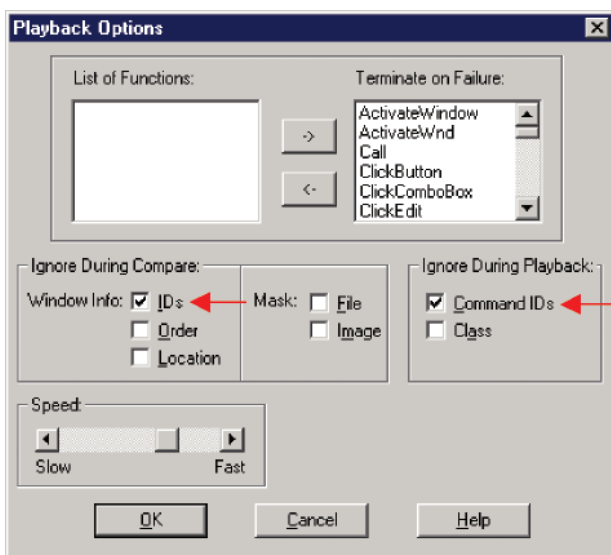 Playback Options
List of Functions:
Terminate on Failure:
->
<-
ActivateWindow
ActivateWnd
Call
ClickButton
ClickComboBox
ClickEdit
Ignore During Compare:
Window Info: IDs
Order
Location
Mask: File
Image
Ignore During Playback:
Command IDs
Class
Speed:
Slow Fast
OK Cancel Help